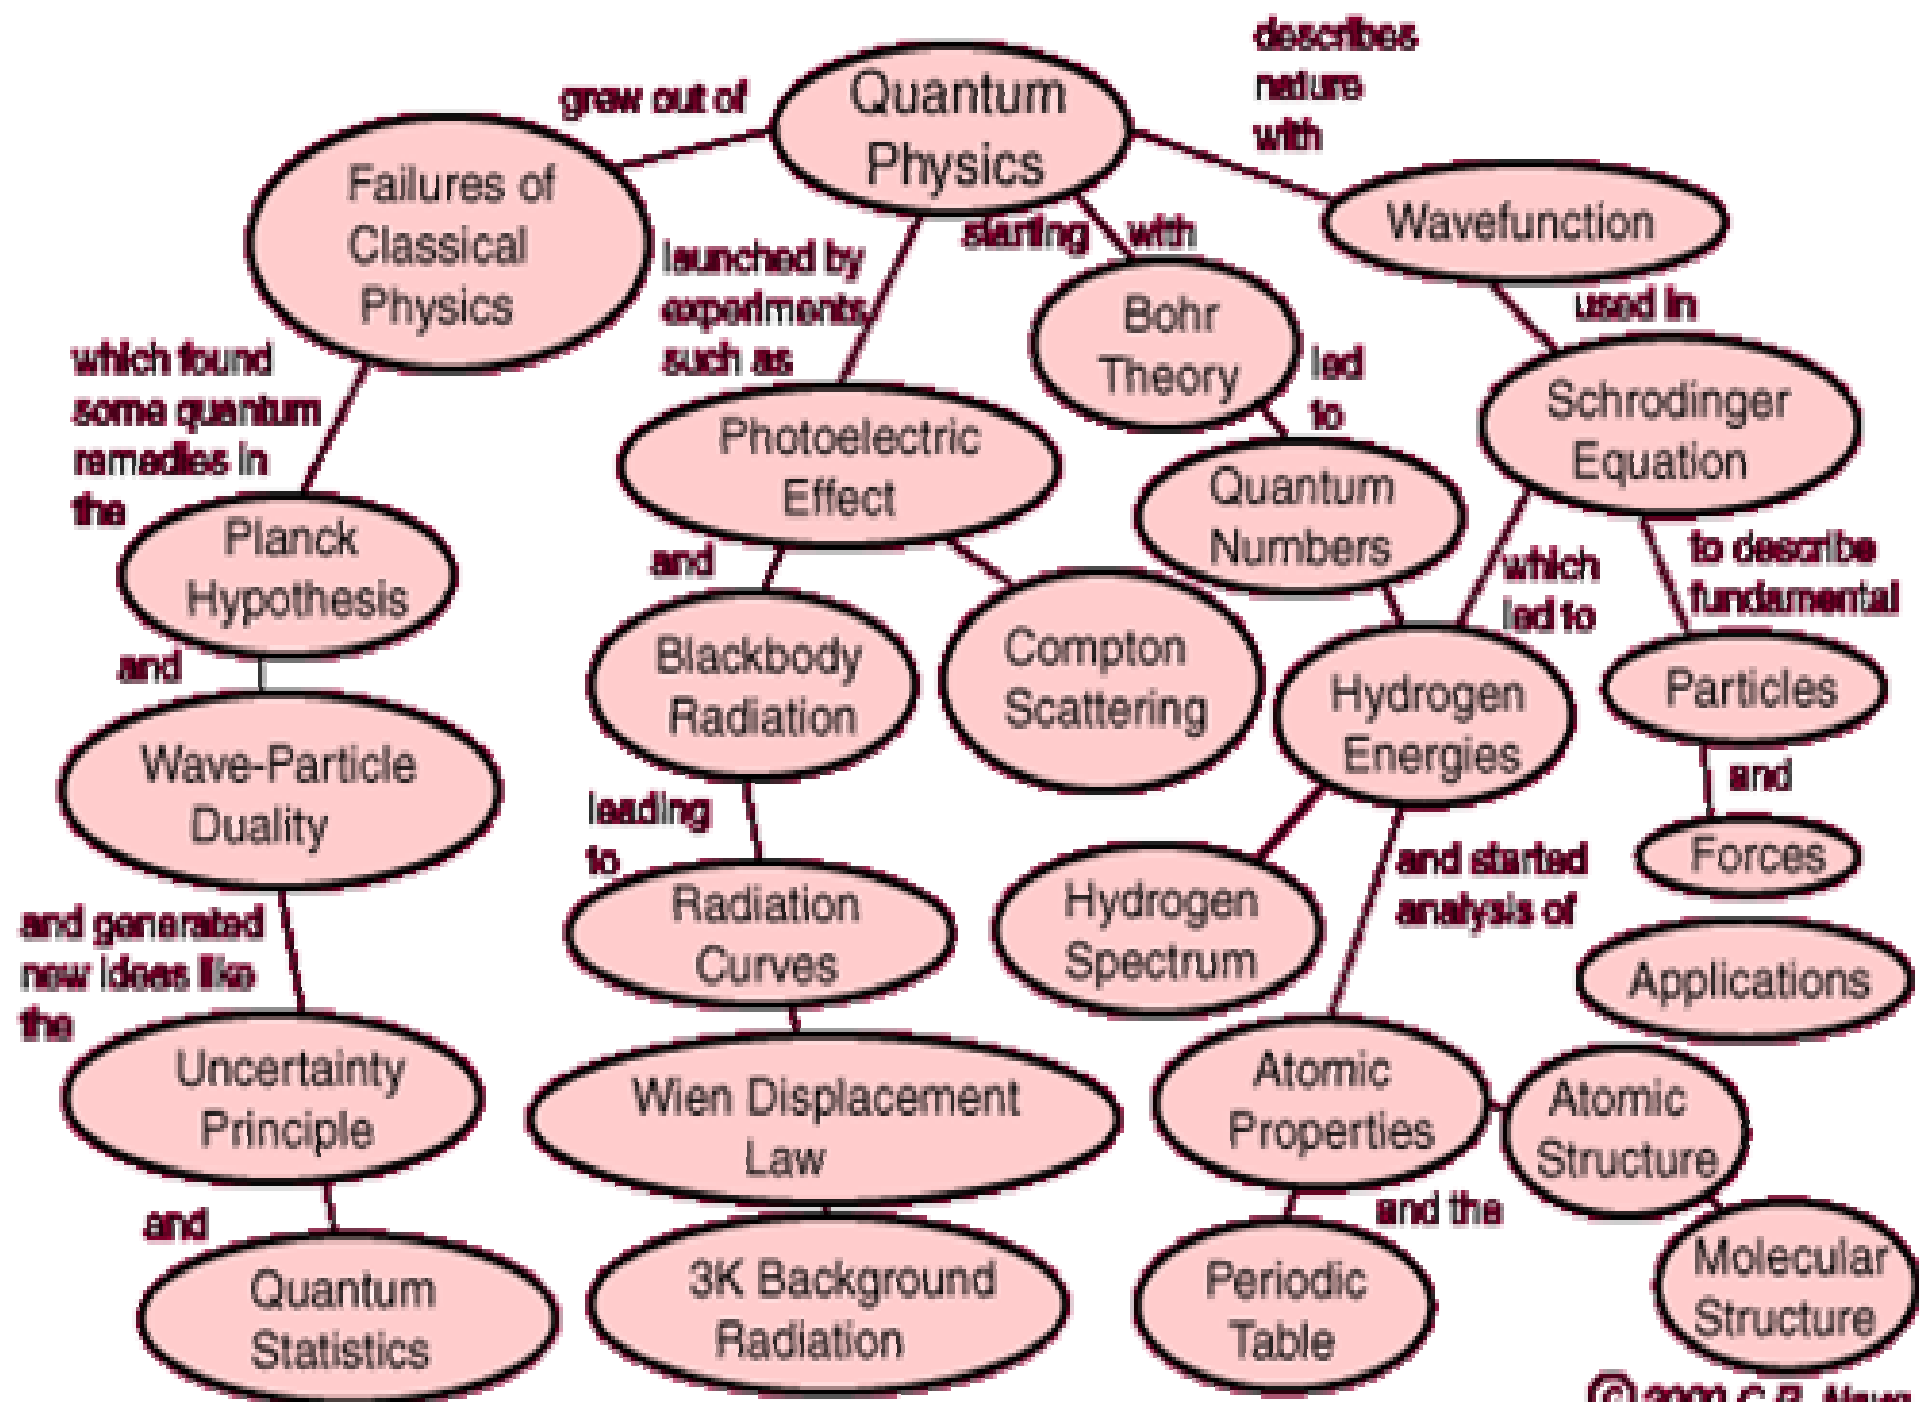 describes
nature
with
grew out of
Quantum
Physics
Failures of
Classical
Physics
Wavefunction
starting with
launched by
experiments
such as
used in
Bohr
Theory
which found
some quantum
remedies in
the
led
to
Photoelectric
Effect
Schrodinger
Equation
Quantum
Numbers
Planck
Hypothesis
and
which
led to
to describe
fundamental
and
Blackbody
Radiation
Compton
Scattering
Hydrogen
Energies
Particles
Wave-Particle
Duality
and
leading
to
Forces
and started
analysis of
Radiation
Curves
Hydrogen
Spectrum
Applications
and generated
new ideas like
the
Uncertainty
Principle
Wien Displacement
Law
Atomic
Properties
Atomic
Structure
and
and the
Quantum
Statistics
3K Background
Radiation
Periodic
Table
Molecular
Structure
©